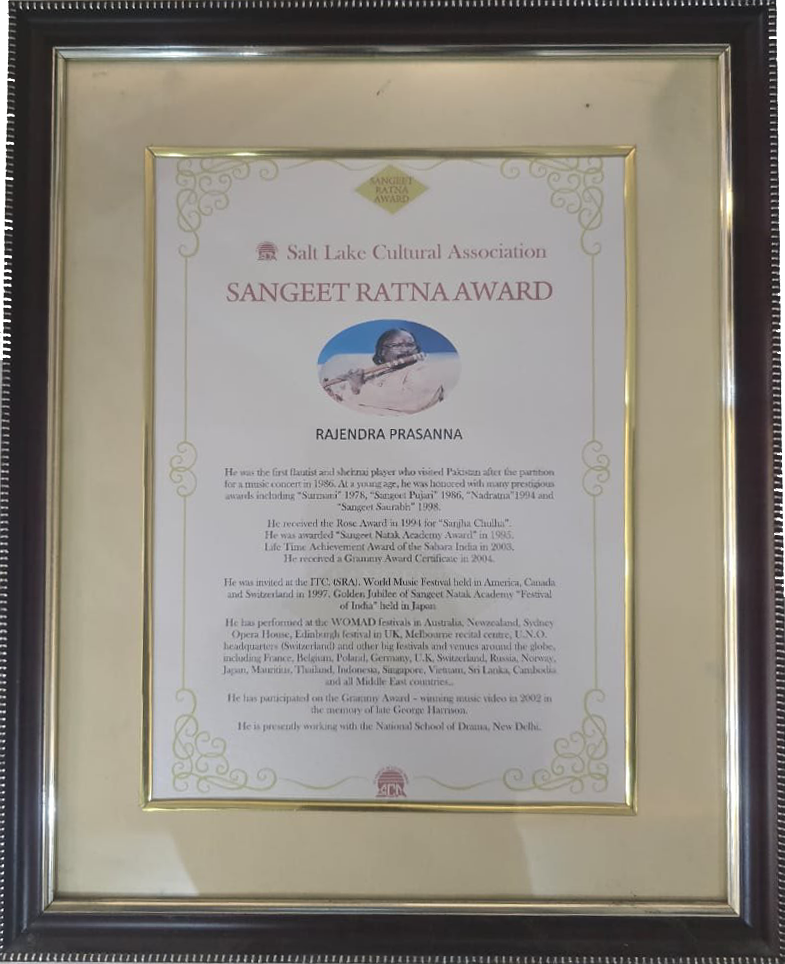 SANGEET
RATNA
AWARD
Salt Lake Cultural Association
SANGEET RATNA AWARD
RAJENDRA PRASANNA
He was the first flautist and shehnai player who visited Pakistan after the partition
for a music concert in 1986. At a young age, he was honored with many prestigious
awards including "Surmani" 1978, "Sangeet Pujari" 1986, "Nadratna"1994 and
"Sangeet Saurabh" 1998.
He received the Rose Award in 1994 for "Sanjha Chulha".
He was awarded "Sangeet Natak Academy Award" in 1995.
Life Time Achievement Award of the Sahara India in 2003.
He received a Grammy Award Certificate in 2004.
He was invited at the ITC. (SRA). World Music Festival held in America, Canada
and Switzerland in 1997. Golden Jubilee of Sangeet Natak Academy "Festival
of India" held in Japan
He has performed at the WOMAD festivals in Australia, Newzealand, Sydney
Opera House, Edinburgh festival in UK, Melbourne recital centre, U.N.O.
headquarters (Switzerland) and other big festivals and venues around the globe,
including France, Belgium, Poland, Germany, U.K, Switzerland, Russia, Norway,
Japan, Mauritius, Thailand, Indonesia, Singapore, Vietnam, Sri Lanka, Cambodia
and all Middle East countries...
He has participated on the Grammy Award – winning music video in 2002 in
the memory of late George Harrison.
He is presently working with the National School of Drama, New Delhi.